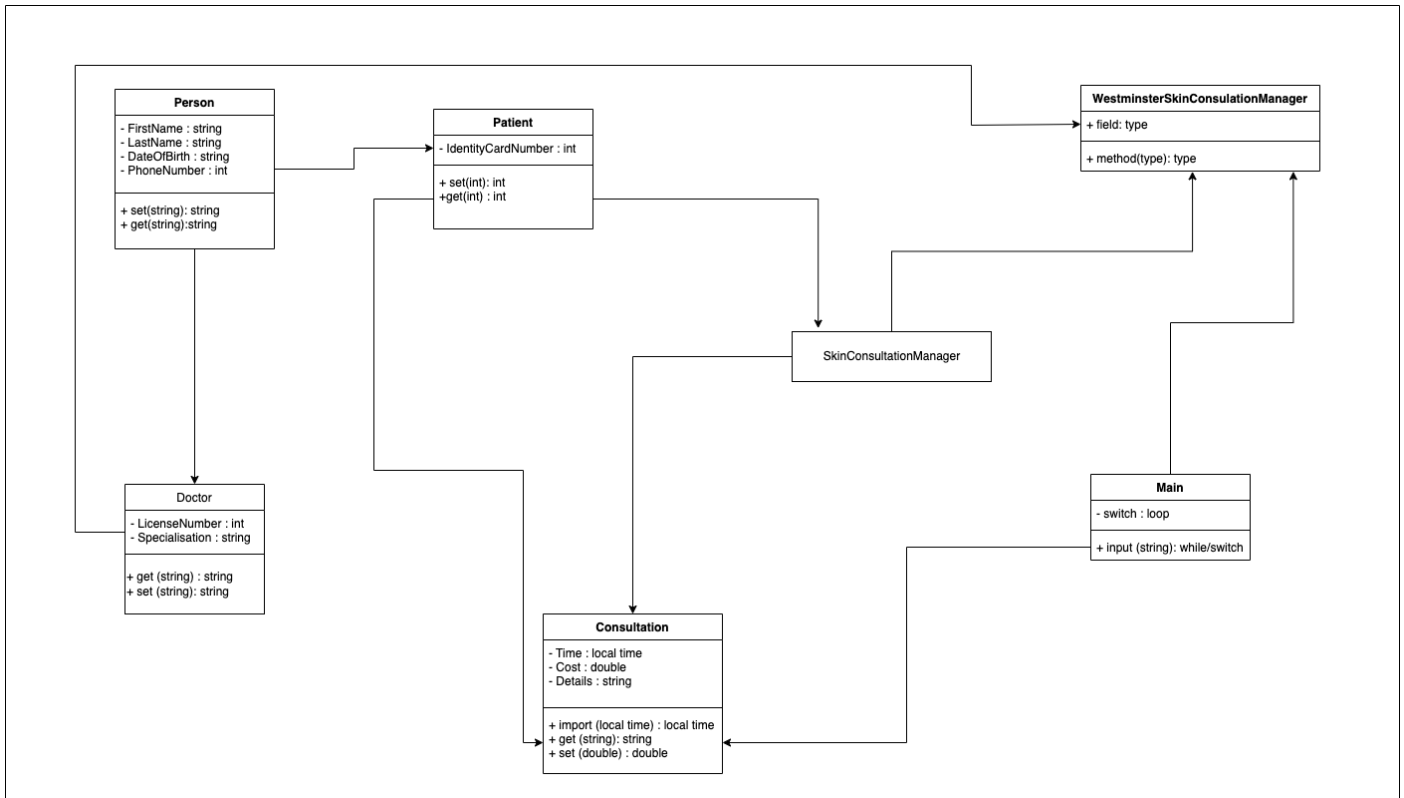 Person
- FirstName : string
- LastName : string
- DateOfBirth : string
- PhoneNumber : int
+ set(string): string
+ get(string):string
Patient
- IdentityCardNumber : int
+ set(int): int
+get(int) : int
WestminsterSkinConsulationManager
+ field: type
+ method(type): type
SkinConsultationManager
Doctor
- LicenseNumber : int
- Specialisation : string
+ get (string) : string
+ set (string): string
Main
- switch : loop
+ input (string): while/switch
Consultation
- Time : local time
- Cost : double
- Details : string
+ import (local time) : local time
+ get (string): string
+ set (double) : double